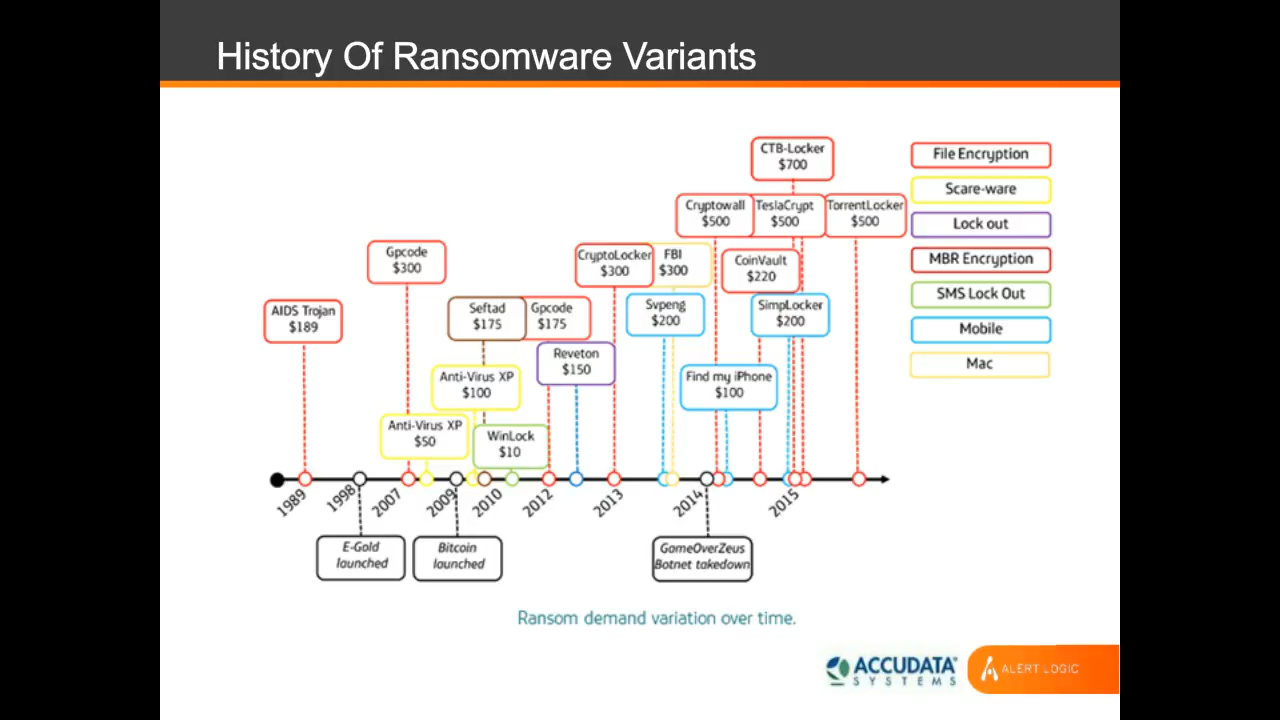 History Of Ransomware Variants
CTB-Locker
$700
File Encryption
Scare-ware
Lock out
MBR Encryption
SMS Lock Out
Mobile
Mac
Cryptowall
$500
TeslaCrypt
$500
TorrentLocker
$500
Gpcode
$300
CryptoLocker
$300
FBI
$300
CoinVault
$220
AIDS Trojan
$189
Seftad
$175
Gpcode
$175
Svpeng
$200
SimpLocker
$200
Reveton
$150
Anti-Virus XP
$100
Find my iPhone
$100
Anti-Virus XP
$50
WinLock
$10
1989
1998
2007
2009
2010
2012
2013
2014
2015
E-Gold
launched
Bitcoin
launched
GameOverZeus
Botnet takedown
Ransom demand variation over time.
ACCUDATA
SYSTEMS
ALERT LOGIC